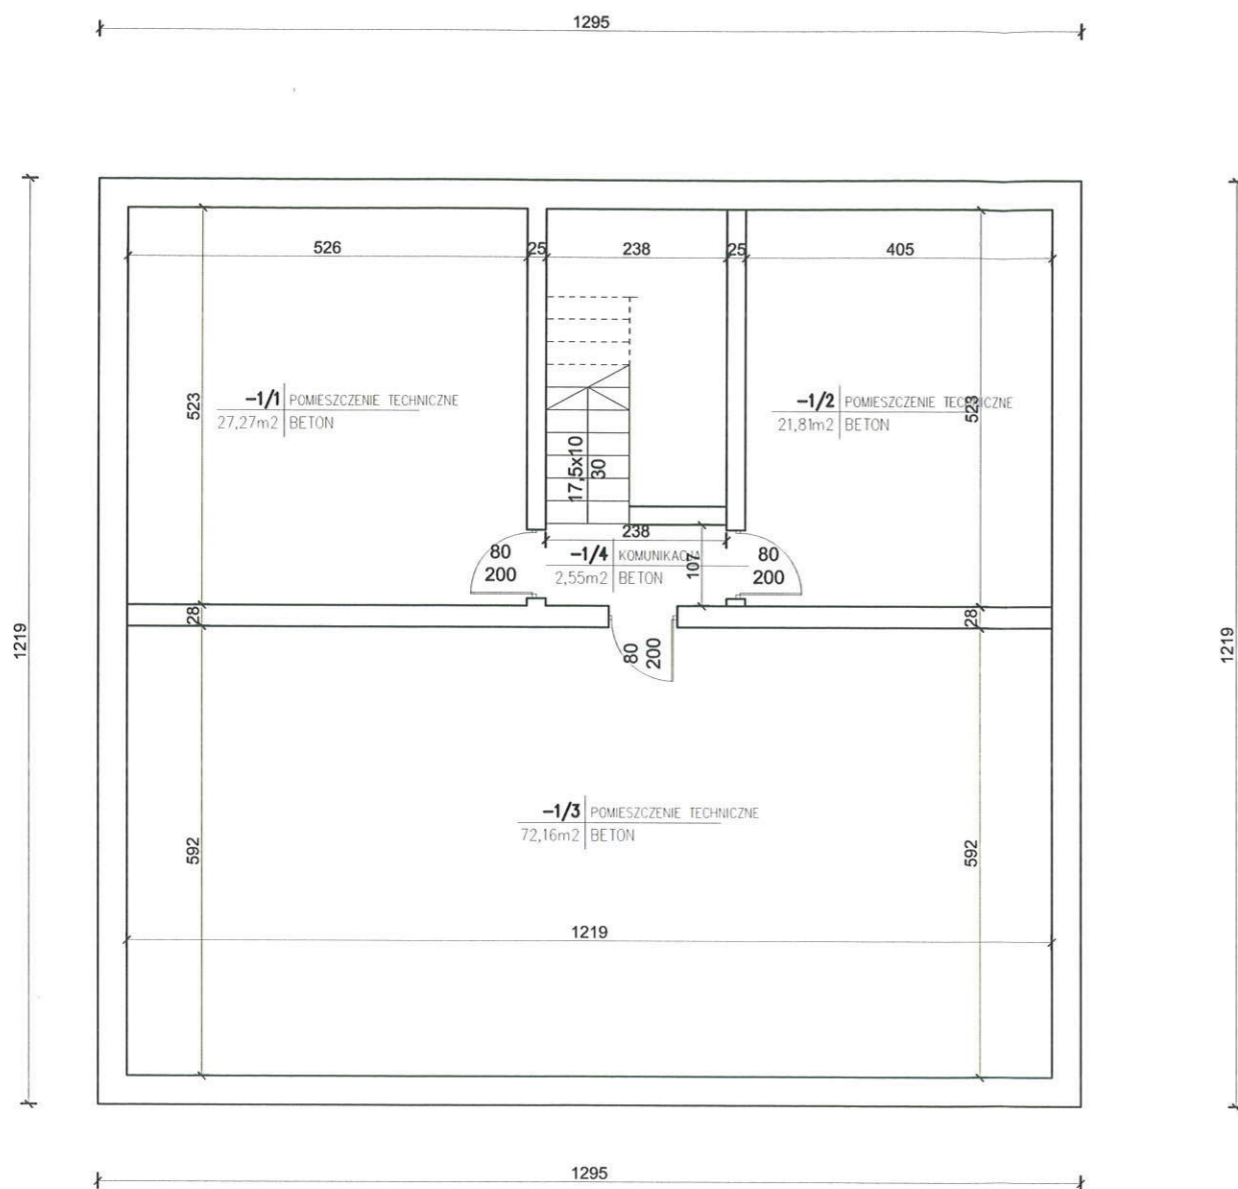 1295
526
25
238
25
405
-1/1 POMIESZCZENIE TECHNICZNE
27,27m2 BETON
523
-1/2 POMIESZCZENIE TECHNICZNE
21,81m2 BETON
523
17,5x10
30
238
-1/4 KOMUNIKACJA
2,55m2 BETON
107
80
200
80
200
28
28
80
200
1219
1219
-1/3 POMIESZCZENIE TECHNICZNE
72,16m2 BETON
592
592
1219
1295